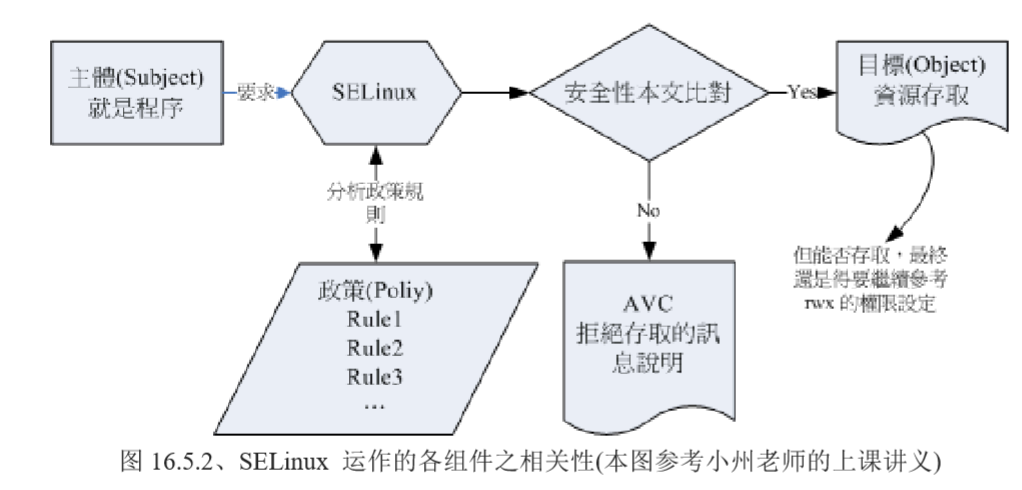 主體(Subject)
就是程序
要求
SELinux
安全性本文比對
Yes
目標(Object)
資源存取
分析政策規
則
No
但能否存取，最終
還是得要繼續參考
rwx 的權限設定
政策(Poliy)
Rule1
Rule2
Rule3
…
AVC
拒絕存取的訊
息說明
图 16.5.2、SELinux 运作的各组件之相关性(本图参考小州老师的上课讲义)